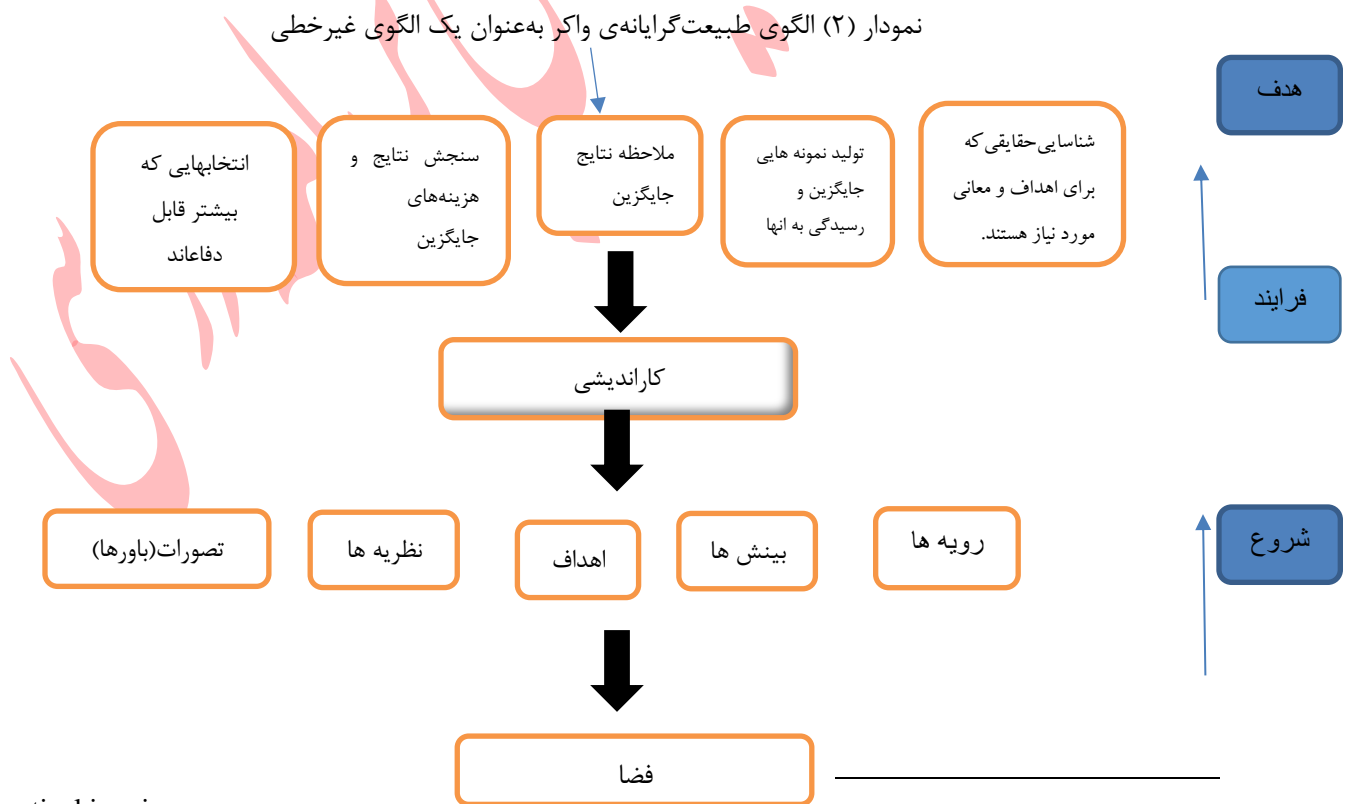 نمودار (۲) الگوی طبیعت‌گرایانه‌ی واکر به‌عنوان یک الگوی غیرخطی
هدف
شناسایی‌حقایقی که
برای اهداف و معانی
مورد نیاز هستند.
تولید نمونه هایی
جایگزین و
رسیدگی به انها
ملاحظه نتایج
جایگزین
سنجش نتایج و
هزینه‌های
جایگزین
انتخابهایی که
بیشتر قابل
دفاعاند
فرایند
کاراندیشی
شروع
رویه ها
بینش ها
اهداف
نظریه ها
تصورات(باورها)
فضا